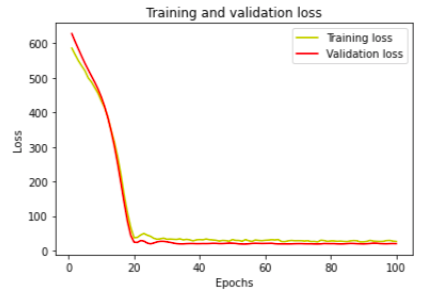 Training and validation loss
Training loss
Validation loss
600
500
400
300
200
100
0
Loss
0 20 40 60 80 100
Epochs